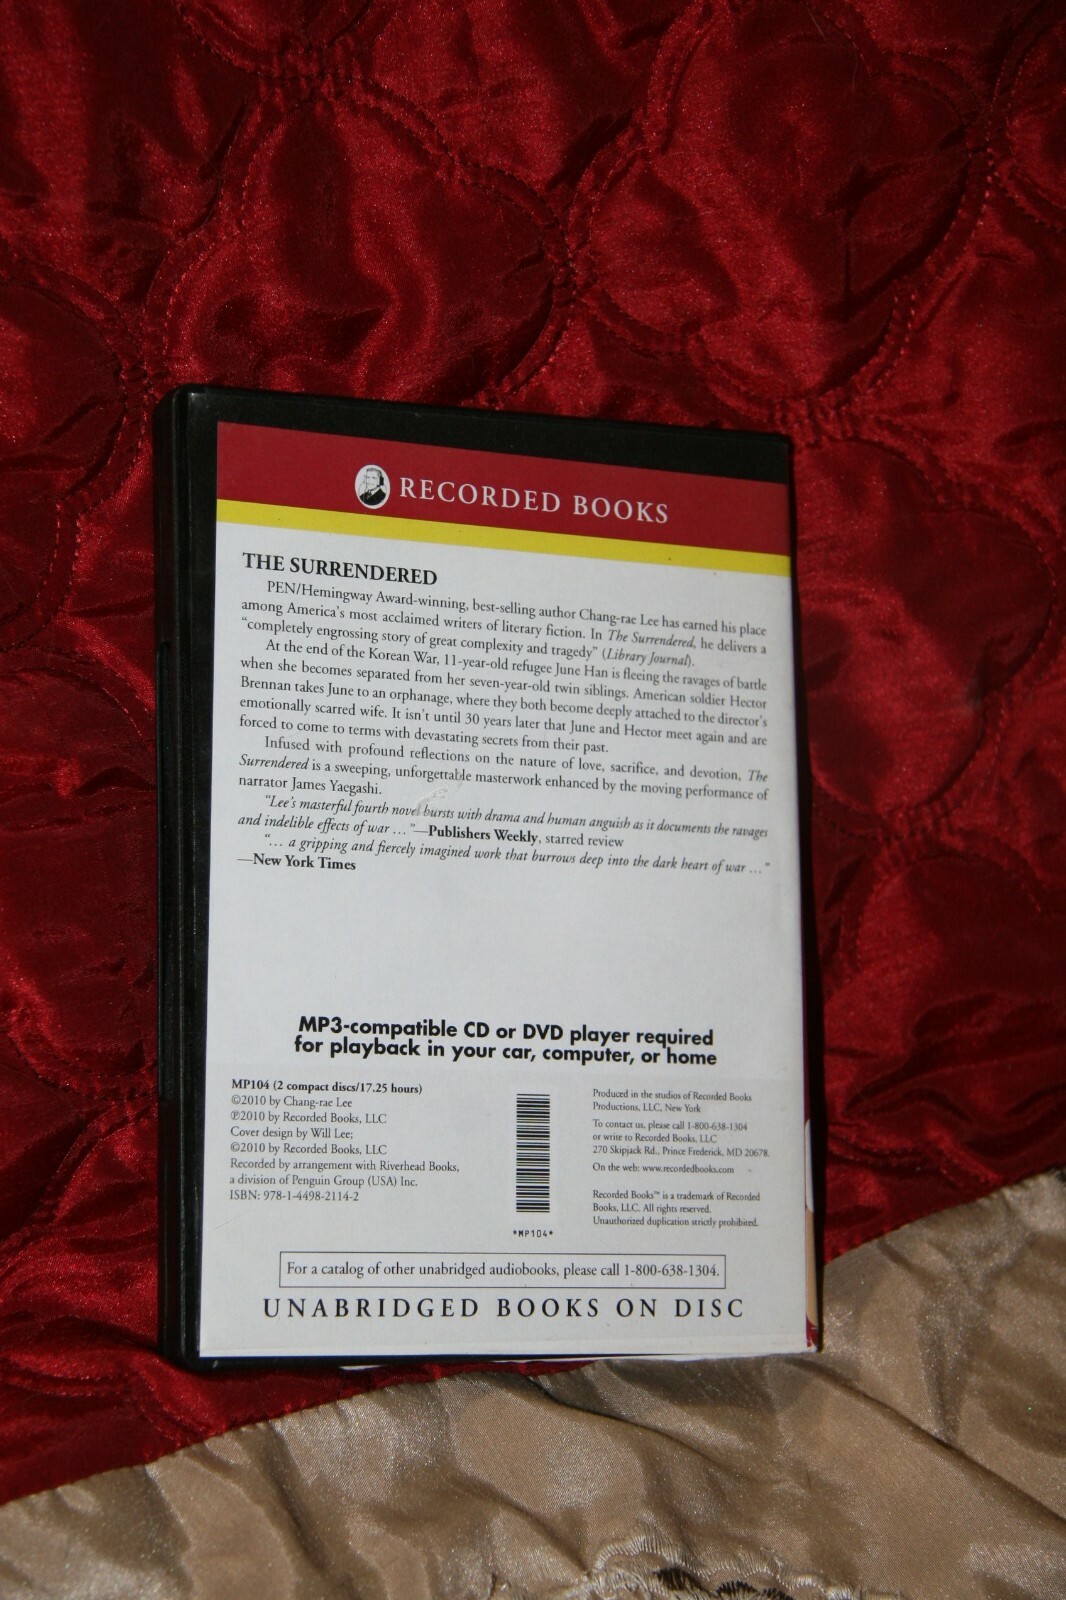 RECORDED BOOKS
THE SURRENDERED
PEN/Hemingway Award-winning, best-selling author Chang-rae Lee has earned his place
among America's most acclaimed writers of literary fiction. In The Surrendered, he delivers a
"completely engrossing story of great complexity and tragedy" (Library Journal).
At the end of the Korean War, 11-year-old refugee June Han is fleeing the ravages of battle
when she becomes separated from her seven-year-old twin siblings. American soldier Hector
Brennan takes June to an orphanage, where they both become deeply attached to the director's
emotionally scarred wife. It isn't until 30 years later that June and Hector meet again and are
forced to come to terms with devastating secrets from their past.
Infused with profound reflections on the nature of love, sacrifice, and devotion, The
Surrendered is a sweeping, unforgettable masterwork enhanced by the moving performance of
narrator James Yaegashi.
"Lee's masterful fourth novel bursts with drama and human anguish as it documents the ravages
and indelible effects of war ..."—Publishers Weekly, starred review
"... a gripping and fiercely imagined work that burrows deep into the dark heart of war ..."
—New York Times
MP3-compatible CD or DVD player required
for playback in your car, computer, or home
MP104 (2 compact discs/17.25 hours)
©2010 by Chang-rae Lee
℗2010 by Recorded Books, LLC
Cover design by Will Lee;
©2010 by Recorded Books, LLC
Recorded by arrangement with Riverhead Books,
a division of Penguin Group (USA) Inc.
ISBN: 978-1-4498-2114-2
*MP104*
Produced in the studios of Recorded Books
Productions, LLC, New York
To contact us, please call 1-800-638-1304
or write to Recorded Books, LLC
270 Skipjack Rd., Prince Frederick, MD 20678.
On the web: www.recordedbooks.com
Recorded Books™ is a trademark of Recorded
Books, LLC. All rights reserved.
Unauthorized duplication strictly prohibited.
For a catalog of other unabridged audiobooks, please call 1-800-638-1304.
UNABRIDGED BOOKS ON DISC